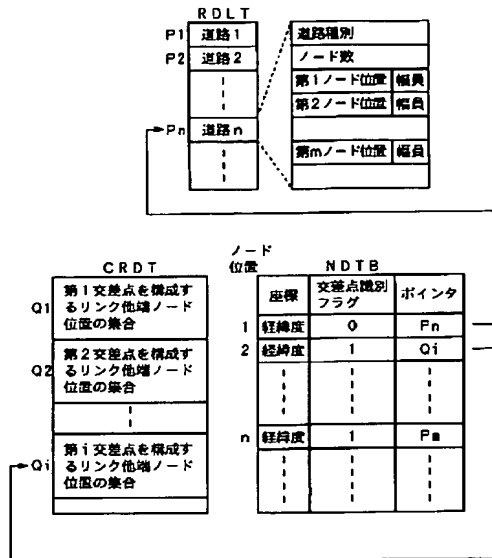 RDLT
P1 道路1 道路種別
P2 道路2 ノード数
第1ノード位置 幅員
第2ノード位置 幅員
Pn 道路n
第mノード位置 幅員
CRDT
ノード位置 NDTB
座標 交差点識別フラグ ポインタ
Q1 第1交差点を構成す
るリンク他端ノード
位置の集合
1 経緯度 0 Pn
2 経緯度 1 Qi
Q2 第2交差点を構成す
るリンク他端ノード
位置の集合
n 経緯度 1 Pm
Qi 第i交差点を構成す
るリンク他端ノード
位置の集合